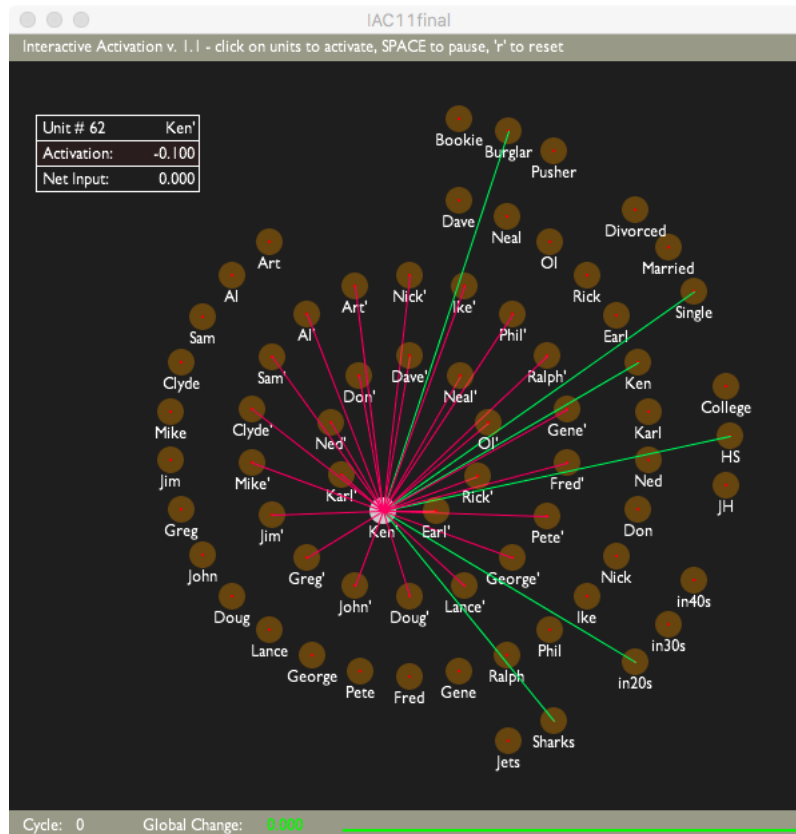 IAC11final
Interactive Activation v. 1.1 - click on units to activate, SPACE to pause, 'r' to reset
Unit # 62 Ken'
Activation: -0.100
Net Input: 0.000
Bookie
Burglar
Pusher
Dave
Neal
Divorced
Art
Ol
Married
Al
Art'
Nick'
Ike'
Rick
Single
Sam
Al'
Phil'
Earl
Clyde
Sam'
Don'
Dave'
Neal'
Ralph'
Ken
College
Mike
Clyde'
Ned'
Ol'
Gene'
Karl
HS
Jim
Mike'
Karl'
Rick'
Fred'
Ned
JH
Greg
Jim'
Ken'
Earl'
Pete'
Don
John
Greg'
George'
Nick
in40s
Doug
John'
Doug'
Lance'
Ike
in30s
Lance
Phil
George
Pete
Fred
Gene
Ralph
in20s
Jets
Sharks
Cycle: 0 Global Change: 0.000